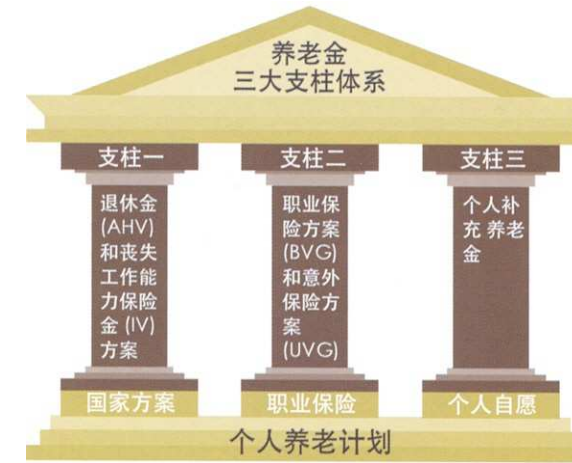 养老金
三大支柱体系
支柱一
退休金
(AHV)
和丧失
工作能
力保险
金 (IV)
方案
国家方案
支柱二
职业保
险方案
(BVG)
和意外
保险方
案
(UVG)
职业保险
支柱三
个人补
充 养老
金
个人自愿
个人养老计划